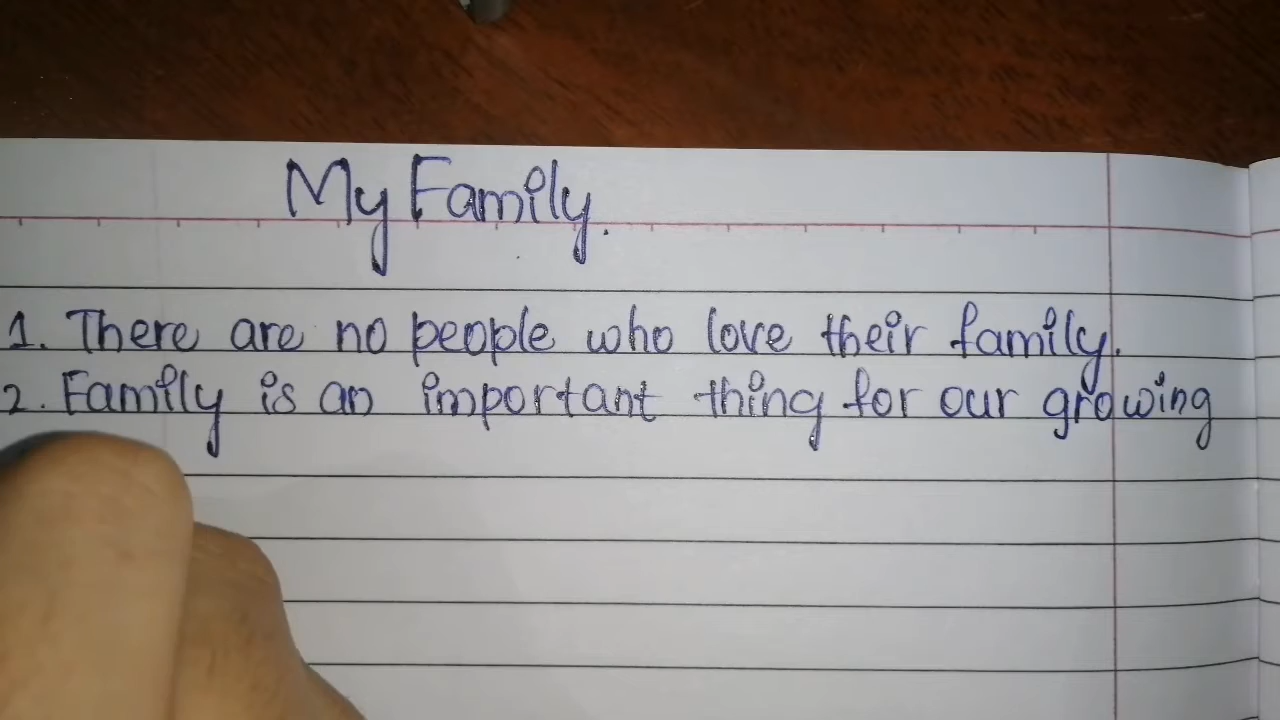 My Family.
1. There are no people who love their family.
2. Family is an important thing for our growing